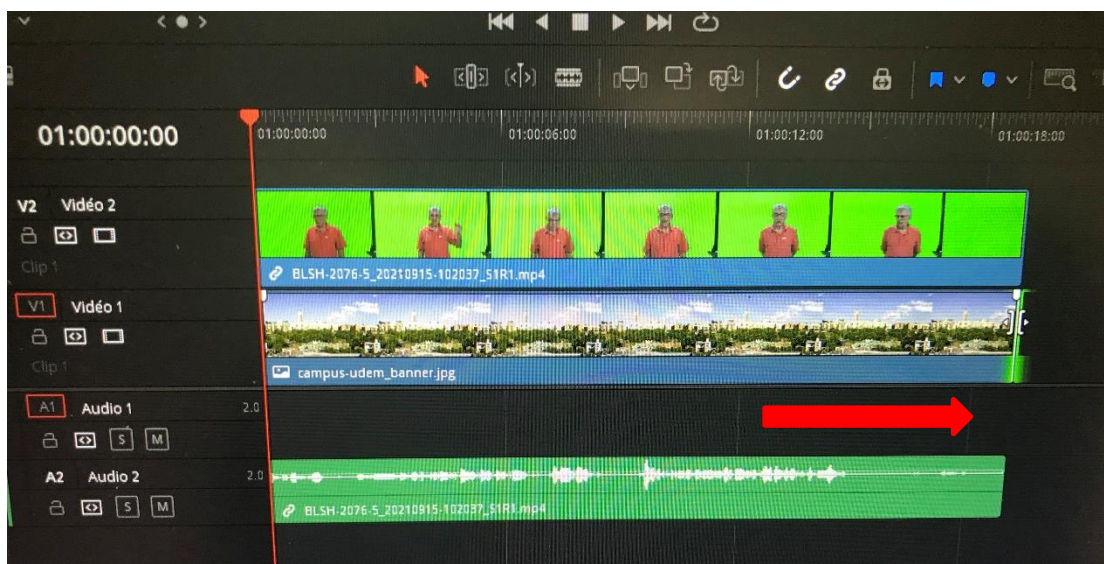 01:00:00:00
01:00:00:00 01:00:06:00 01:00:12:00 01:00:18:00
V2 Vidéo 2
Clip 1
BLSH-2076-5_20210915-102037_S1R1.mp4
V1 Vidéo 1
Clip 1
campus-udem_banner.jpg
A1 Audio 1 2.0
S M
A2 Audio 2 2.0
S M
BLSH-2076-5_20210915-102037_S1R1.mp4